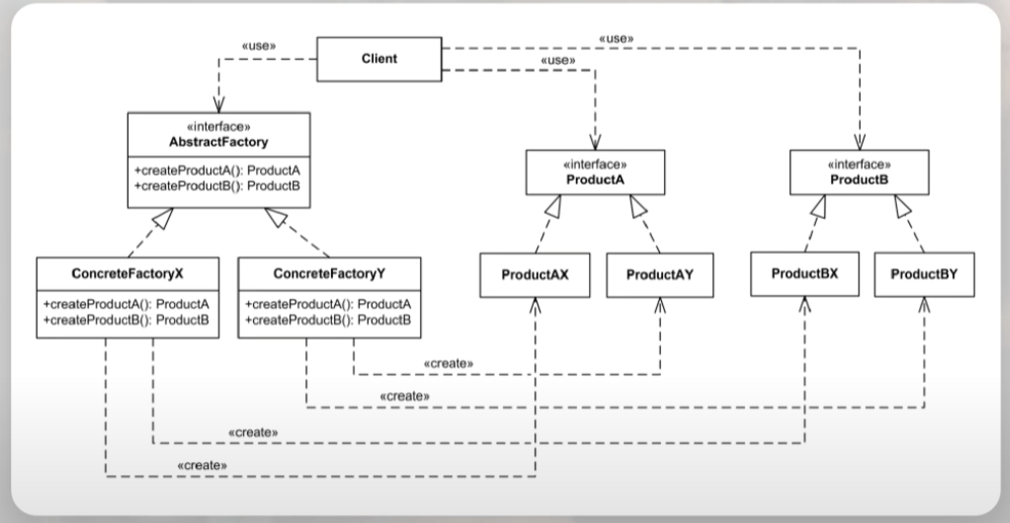 «use»
Client
«use»
«use»
«interface»
AbstractFactory
+createProductA(): ProductA
+createProductB(): ProductB
«interface»
ProductA
«interface»
ProductB
ConcreteFactoryX
+createProductA(): ProductA
+createProductB(): ProductB
ConcreteFactoryY
+createProductA(): ProductA
+createProductB(): ProductB
ProductAX
ProductAY
ProductBX
ProductBY
«create»
«create»
«create»
«create»